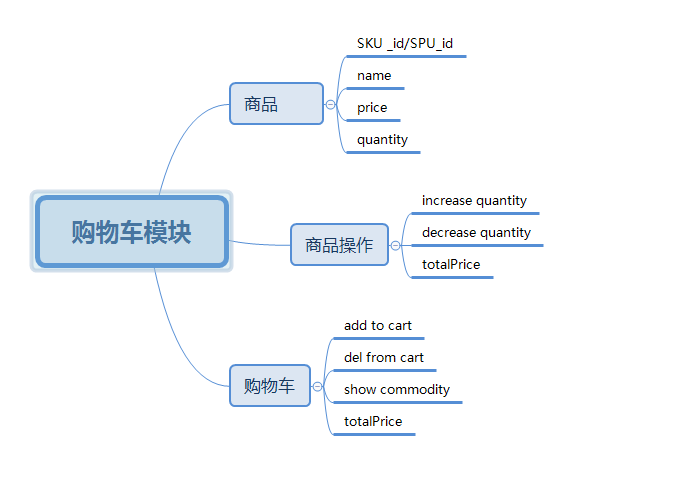 购物车模块
商品
SKU _id/SPU_id
name
price
quantity
商品操作
increase quantity
decrease quantity
totalPrice
购物车
add to cart
del from cart
show commodity
totalPrice